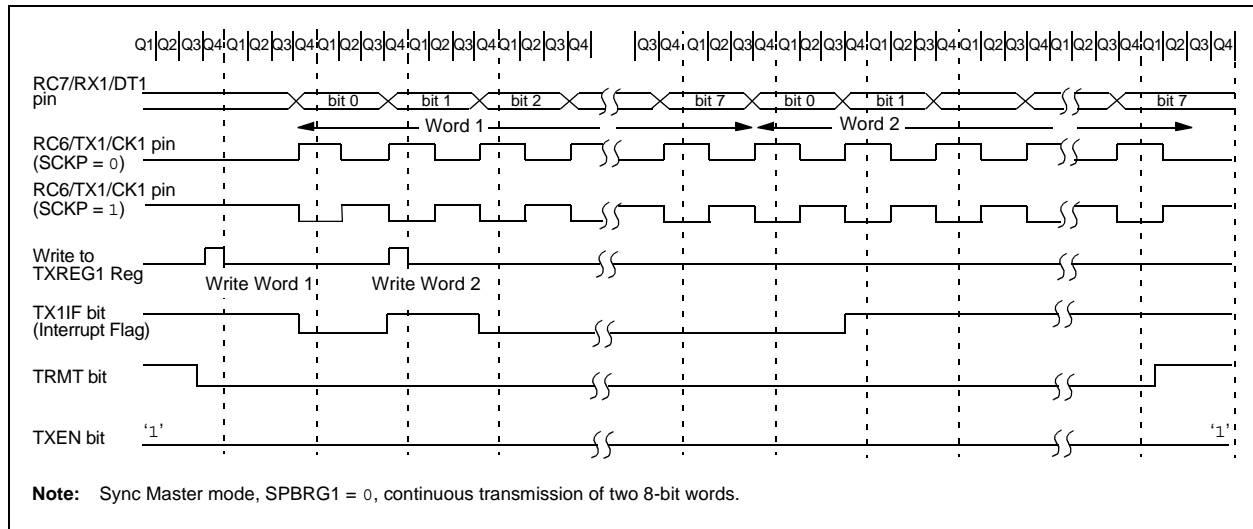 Q1 Q2 Q3 Q4 Q1 Q2 Q3 Q4 Q1 Q2 Q3 Q4 Q1 Q2 Q3 Q4 Q1 Q2 Q3 Q4 Q3 Q4 Q1 Q2 Q3 Q4 Q1 Q2 Q3 Q4 Q1 Q2 Q3 Q4 Q1 Q2 Q3 Q4 Q1 Q2 Q3 Q4 Q1 Q2 Q3 Q4
RC7/RX1/DT1
pin
bit 0 bit 1 bit 2 bit 7 bit 0 bit 1 bit 7
Word 1 Word 2
RC6/TX1/CK1 pin
(SCKP = 0)
RC6/TX1/CK1 pin
(SCKP = 1)
Write to
TXREG1 Reg
Write Word 1 Write Word 2
TX1IF bit
(Interrupt Flag)
TRMT bit
TXEN bit
‘1’ ‘1’
Note: Sync Master mode, SPBRG1 = 0, continuous transmission of two 8-bit words.